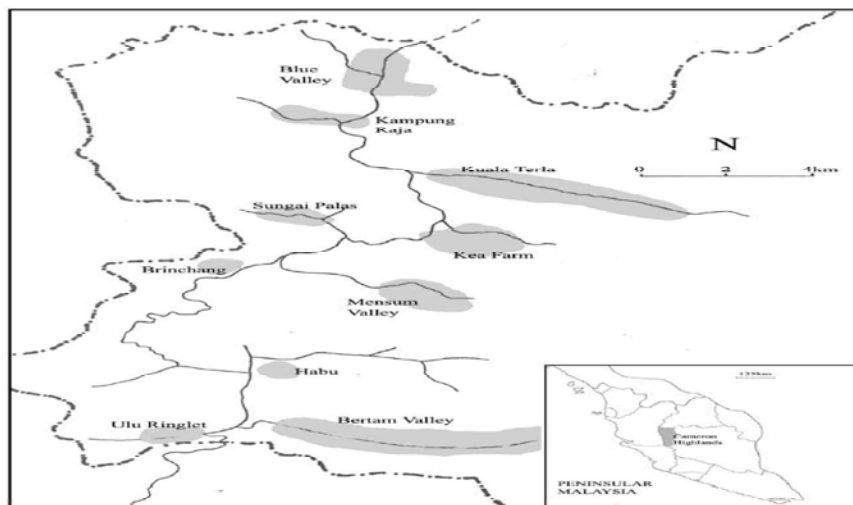 Blue
Valley
Kampung
Raja
N
0 2 4km
Kuala Terla
Sungai Palas
Kea Farm
Brinchang
Mensum
Valley
Habu
Ulu Ringlet
Bertam Valley
125km
Cameron
Highlands
PENINSULAR
MALAYSIA